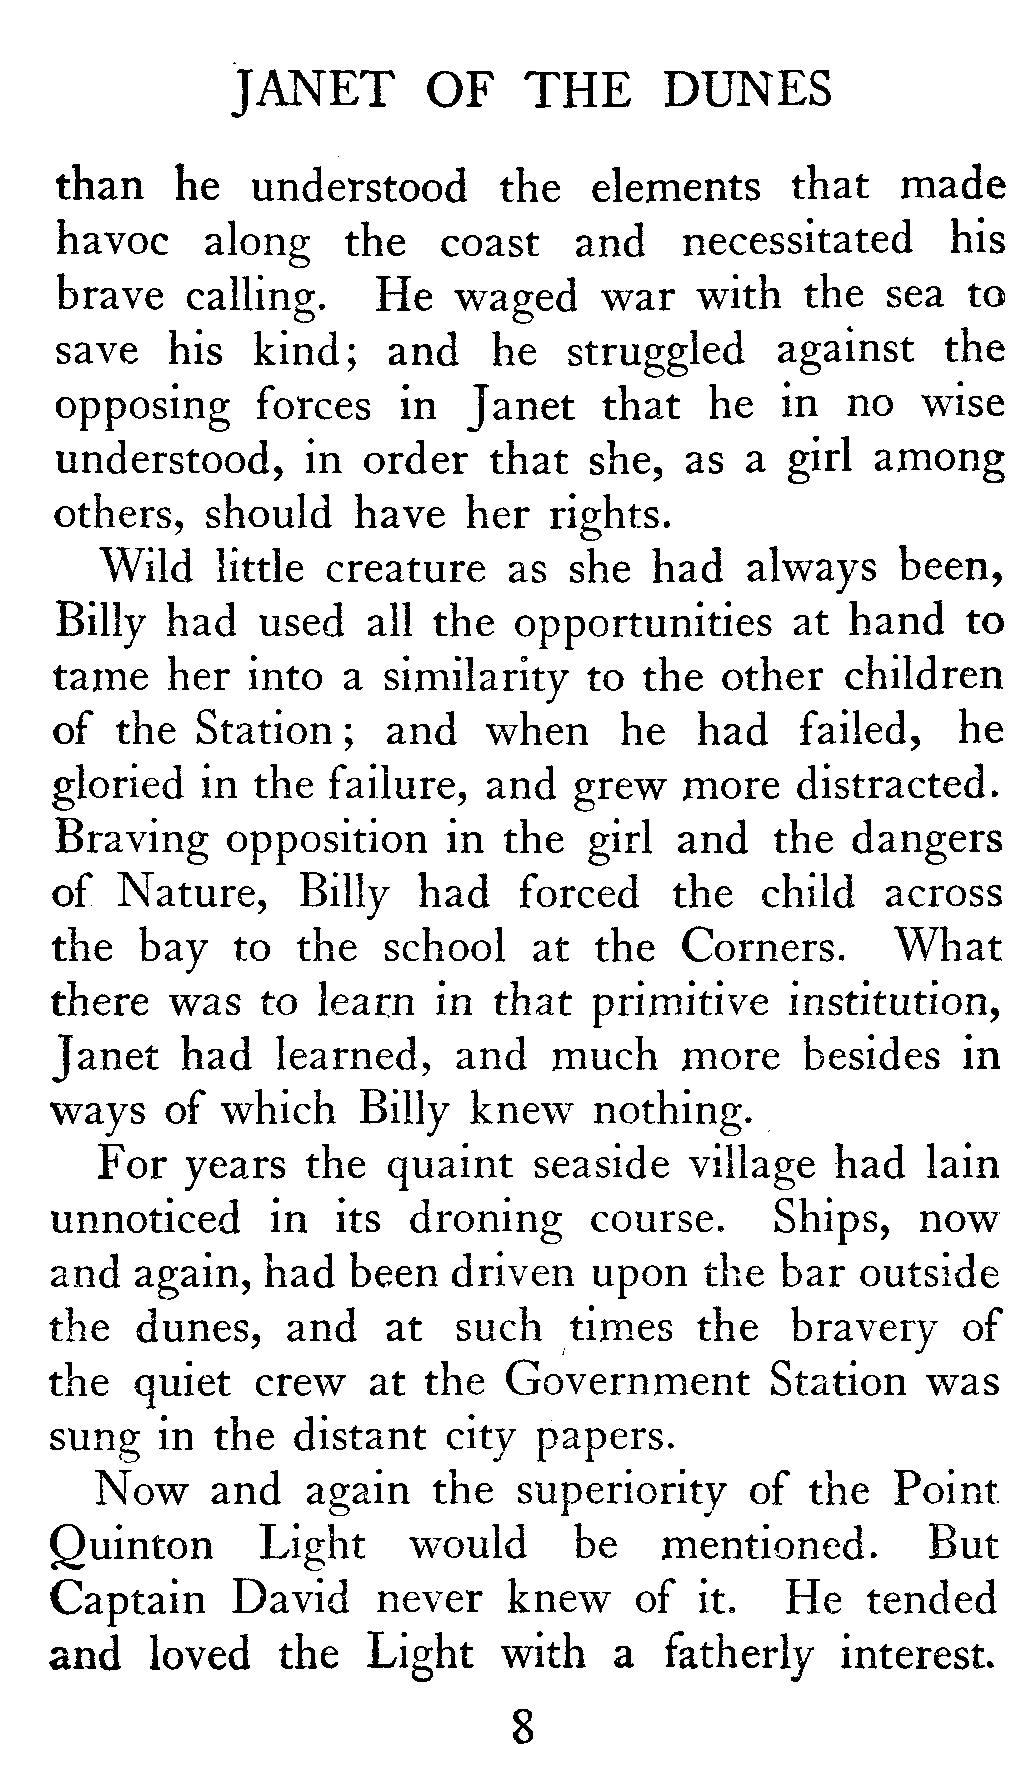 JANET OF THE DUNES
than he understood the elements that made
havoc along the coast and necessitated his
brave calling. He waged war with the sea to
save his kind; and he struggled against the
opposing forces in Janet that he in no wise
understood, in order that she, as a girl among
others, should have her rights.
Wild little creature as she had always been,
Billy had used all the opportunities at hand to
tame her into a similarity to the other children
of the Station; and when he had failed, he
gloried in the failure, and grew more distracted.
Braving opposition in the girl and the dangers
of Nature, Billy had forced the child across
the bay to the school at the Corners. What
there was to learn in that primitive institution,
Janet had learned, and much more besides in
ways of which Billy knew nothing.
For years the quaint seaside village had lain
unnoticed in its droning course. Ships, now
and again, had been driven upon the bar outside
the dunes, and at such times the bravery of
the quiet crew at the Government Station was
sung in the distant city papers.
Now and again the superiority of the Point
Quinton Light would be mentioned. But
Captain David never knew of it. He tended
and loved the Light with a fatherly interest.
8